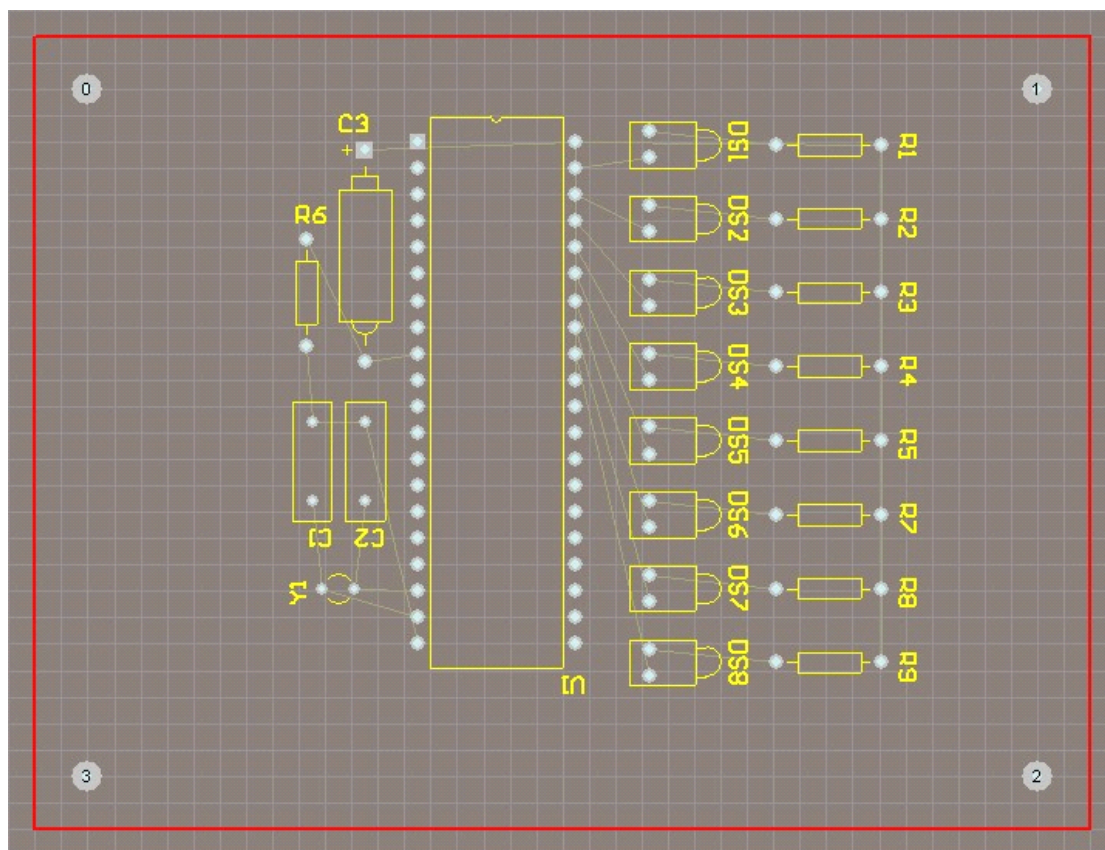 0
1
C3
+
DS1
R1
R6
DS2
R2
DS3
R3
DS4
R4
DS5
R5
DS6
R7
C1
C2
Y1
DS7
R8
DS8
R9
U1
3
2